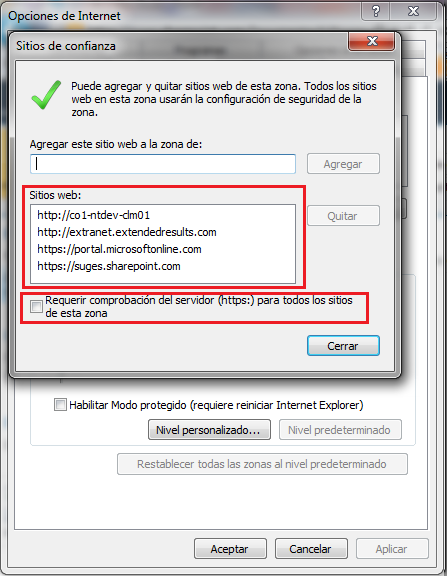 Opciones de Internet
Sitios de confianza
Puede agregar y quitar sitios web de esta zona. Todos los sitios
web en esta zona usarán la configuración de seguridad de la
zona.
Agregar este sitio web a la zona de:
Agregar
Sitios web:
http://co1-ntdev-clm01
http://extranet.extendedresults.com
https://portal.microsoftonline.com
https://suges.sharepoint.com
Quitar
Requerir comprobación del servidor (https:) para todos los sitios
de esta zona
Cerrar
Habilitar Modo protegido (requiere reiniciar Internet Explorer)
Nivel personalizado...
Nivel predeterminado
Restablecer todas las zonas al nivel predeterminado
Aceptar
Cancelar
Aplicar